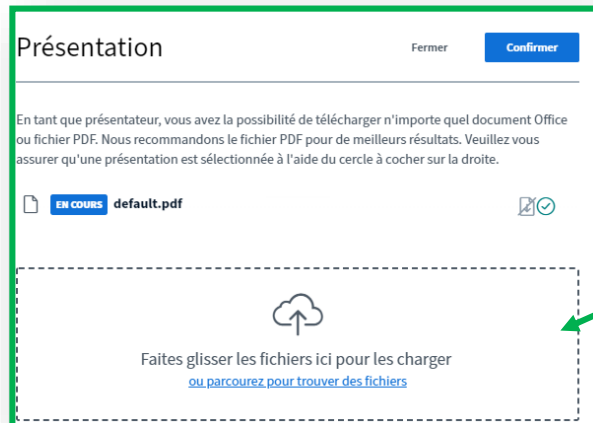 Présentation Fermer Confirmer
En tant que présentateur, vous avez la possibilité de télécharger n'importe quel document Office
ou fichier PDF. Nous recommandons le fichier PDF pour de meilleurs résultats. Veuillez vous
assurer qu'une présentation est sélectionnée à l'aide du cercle à cocher sur la droite.
EN COURS default.pdf
Faites glisser les fichiers ici pour les charger
ou parcourez pour trouver des fichiers